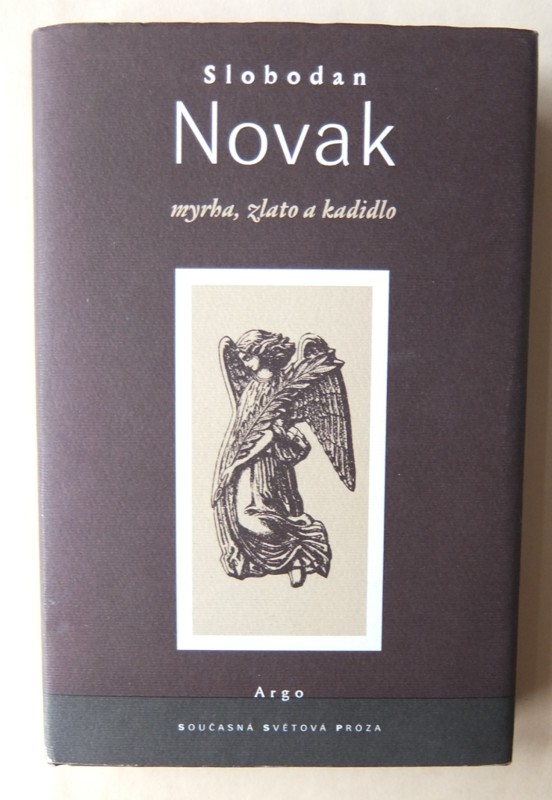 Slobodan
Novak
myrha, zlato a kadidlo
Argo
SOUČASNÁ SVĚTOVÁ PRÓZA